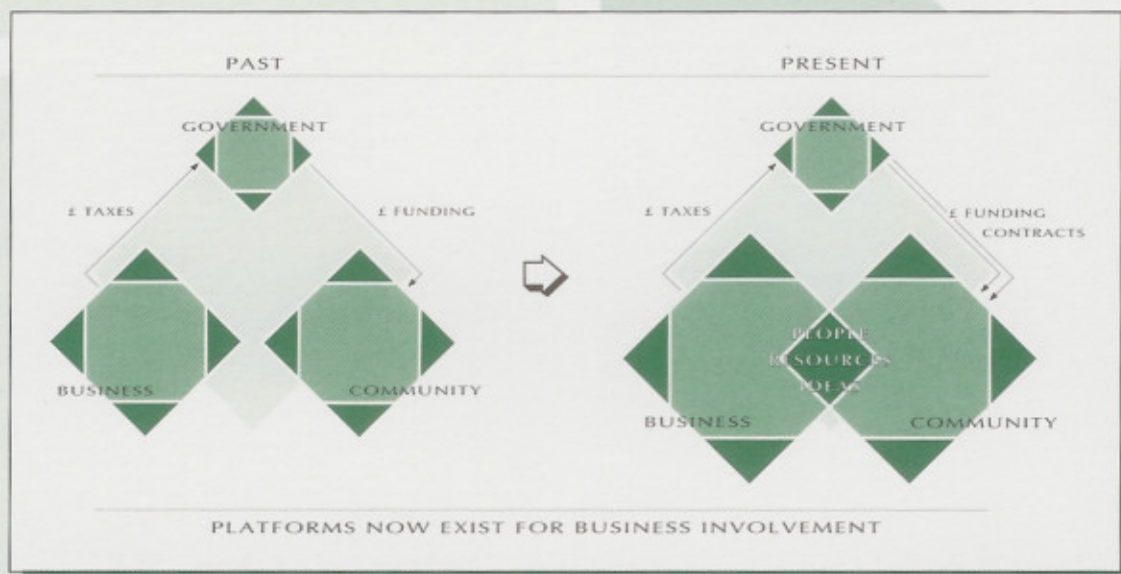 PAST
GOVERNMENT
£ TAXES
£ FUNDING
BUSINESS
COMMUNITY
PRESENT
GOVERNMENT
£ TAXES
£ FUNDING
CONTRACTS
PEOPLE
RESOURCES
IDEAS
BUSINESS
COMMUNITY
PLATFORMS NOW EXIST FOR BUSINESS INVOLVEMENT